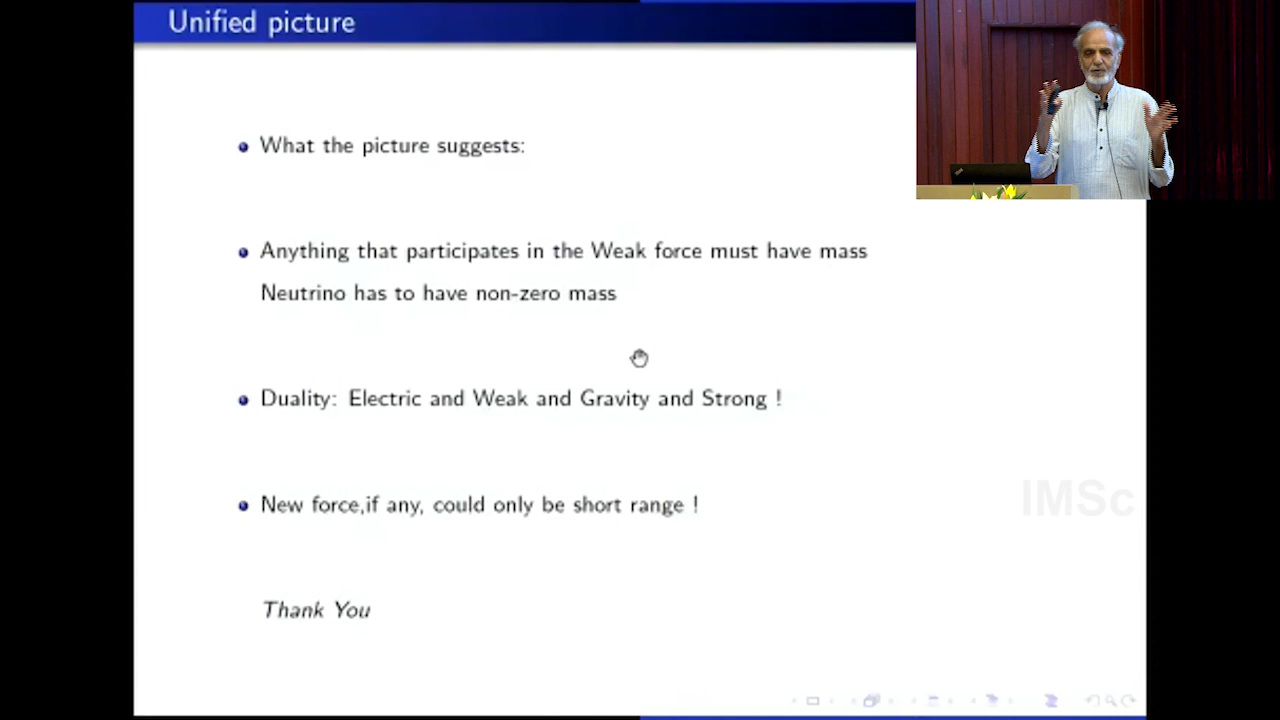 Unified picture
What the picture suggests:
Anything that participates in the Weak force must have mass
Neutrino has to have non-zero mass
Duality: Electric and Weak and Gravity and Strong !
New force,if any, could only be short range !
IMSc
Thank You